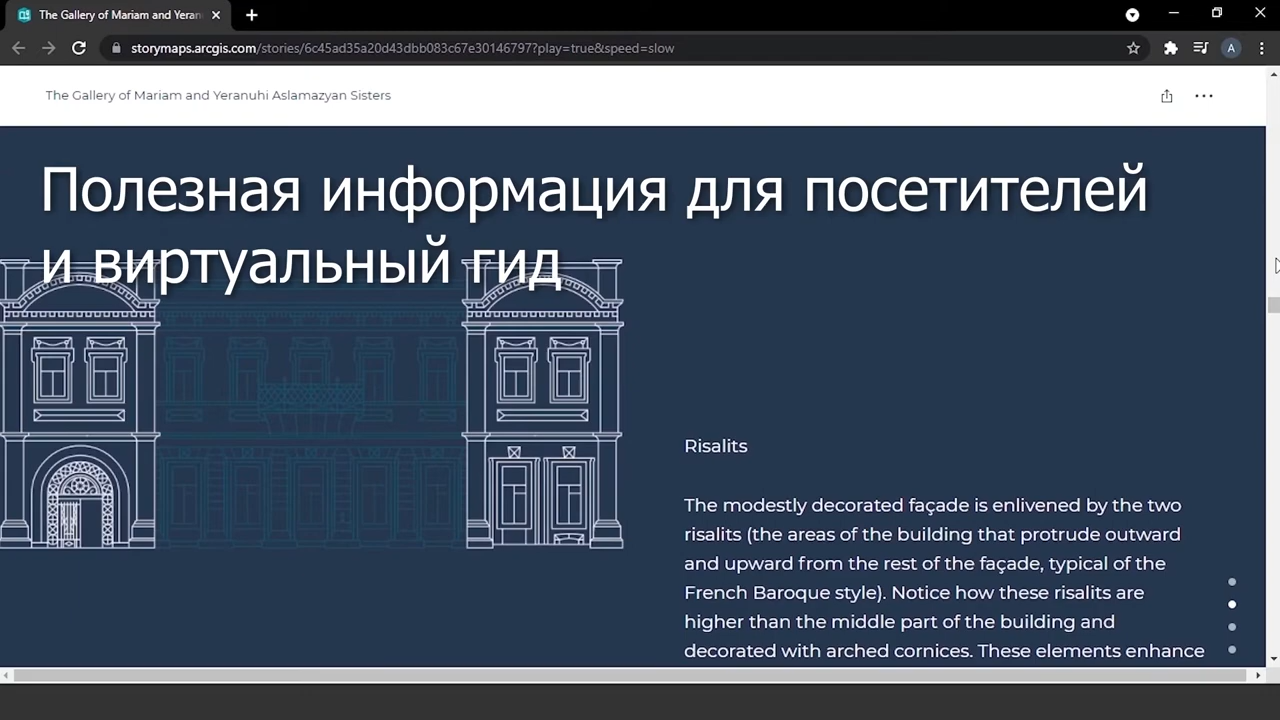 The Gallery of Mariam and Yeran
storymaps.arcgis.com/stories/6c45ad35a20d43dbb083c67e30146797?play=true&speed=slow
A
The Gallery of Mariam and Yeranuhi Aslamazyan Sisters
Полезная информация для посетителей
и виртуальный гид
Risalits
The modestly decorated façade is enlivened by the two
risalits (the areas of the building that protrude outward
and upward from the rest of the façade, typical of the
French Baroque style). Notice how these risalits are
higher than the middle part of the building and
decorated with arched cornices. These elements enhance